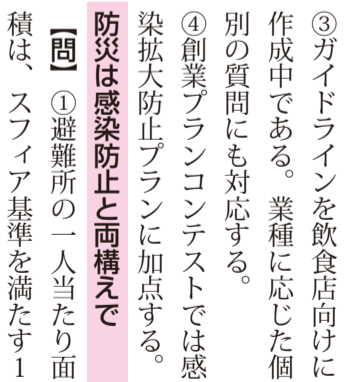 ③ガイドラインを飲食店向けに
作成中である。業種に応じた個
別の質問にも対応する。
④創業プランコンテストでは感
染拡大防止プランに加点する。
防災は感染防止と両構えで
【問】①避難所の一人当たり面
積は、スフィア基準を満たす1